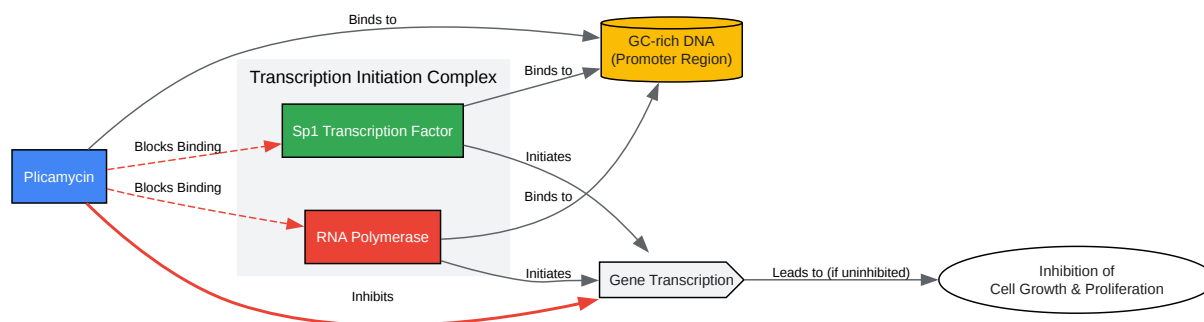 Binds to
GC-rich DNA
(Promoter Region)
Transcription Initiation Complex
Binds to
Sp1 Transcription Factor
Blocks Binding
Initiates
Plicamycin
Blocks Binding
Binds to
RNA Polymerase
Initiates
Gene Transcription
Leads to (if uninhibited)
Inhibition of
Cell Growth & Proliferation
Inhibits